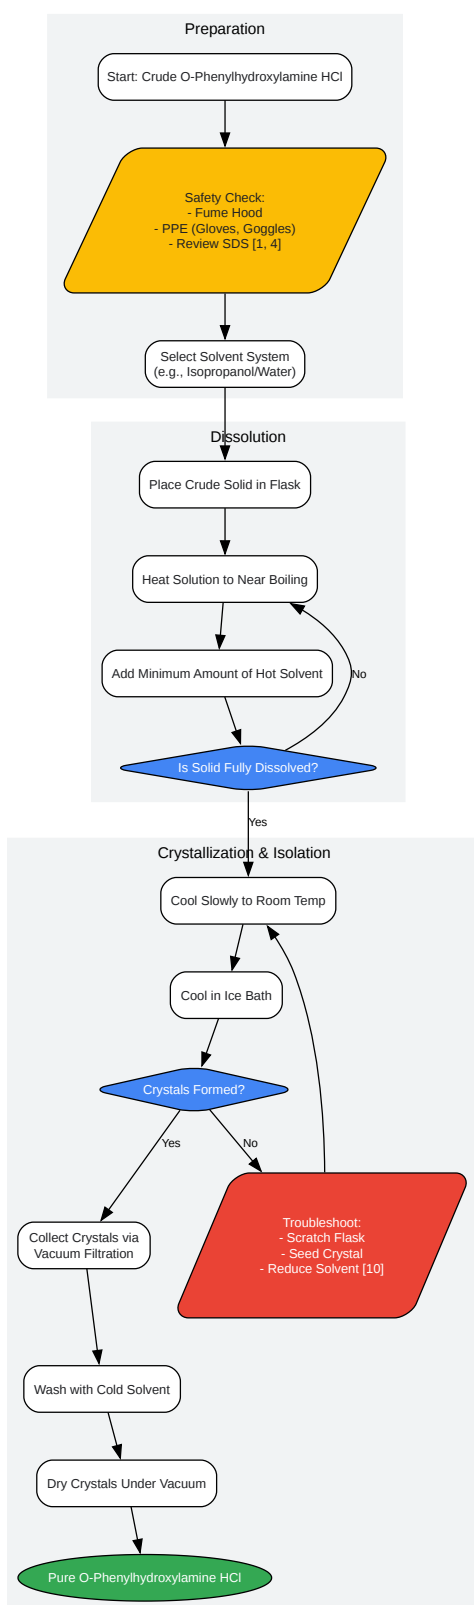 Preparation
Start: Crude O-Phenylhydroxylamine HCl
Safety Check:
- Fume Hood
- PPE (Gloves, Goggles)
- Review SDS [1, 4]
Select Solvent System
(e.g., Isopropanol/Water)
Dissolution
Place Crude Solid in Flask
Heat Solution to Near Boiling
Add Minimum Amount of Hot Solvent
No
Is Solid Fully Dissolved?
Yes
Crystallization & Isolation
Cool Slowly to Room Temp
Cool in Ice Bath
Crystals Formed?
Yes
No
Troubleshoot:
- Scratch Flask
- Seed Crystal
- Reduce Solvent [10]
Collect Crystals via
Vacuum Filtration
Wash with Cold Solvent
Dry Crystals Under Vacuum
Pure O-Phenylhydroxylamine HCl